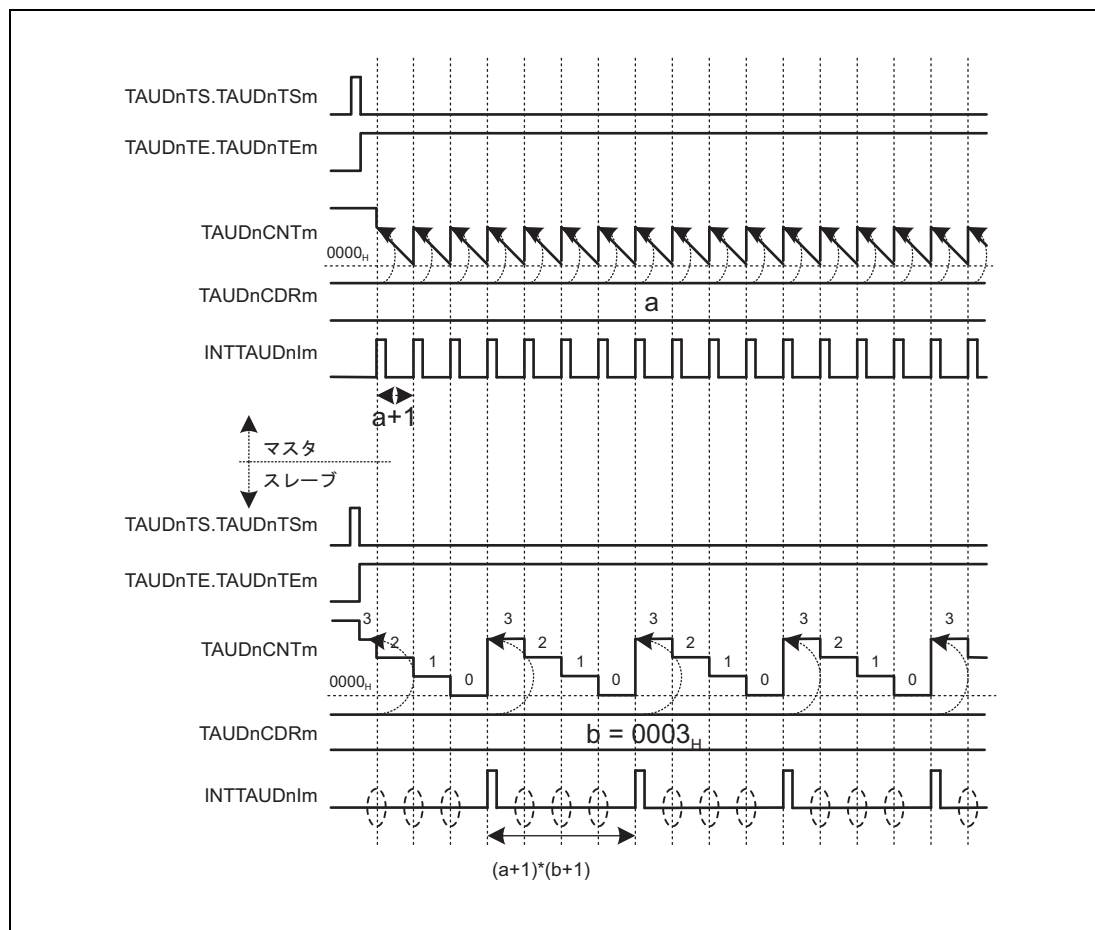 TAUDnTS.TAUDnTSm
TAUDnTE.TAUDnTEm
TAUDnCNTm
0000H
TAUDnCDRm
a
INTTAUDnIm
a+1
マスタ
スレーブ
TAUDnTS.TAUDnTSm
TAUDnTE.TAUDnTEm
3 3 3 3 3
TAUDnCNTm
2 2 2 2 2
1 1 1 1
0 0 0 0
0000H
TAUDnCDRm
b = 0003H
INTTAUDnIm
(a+1)*(b+1)